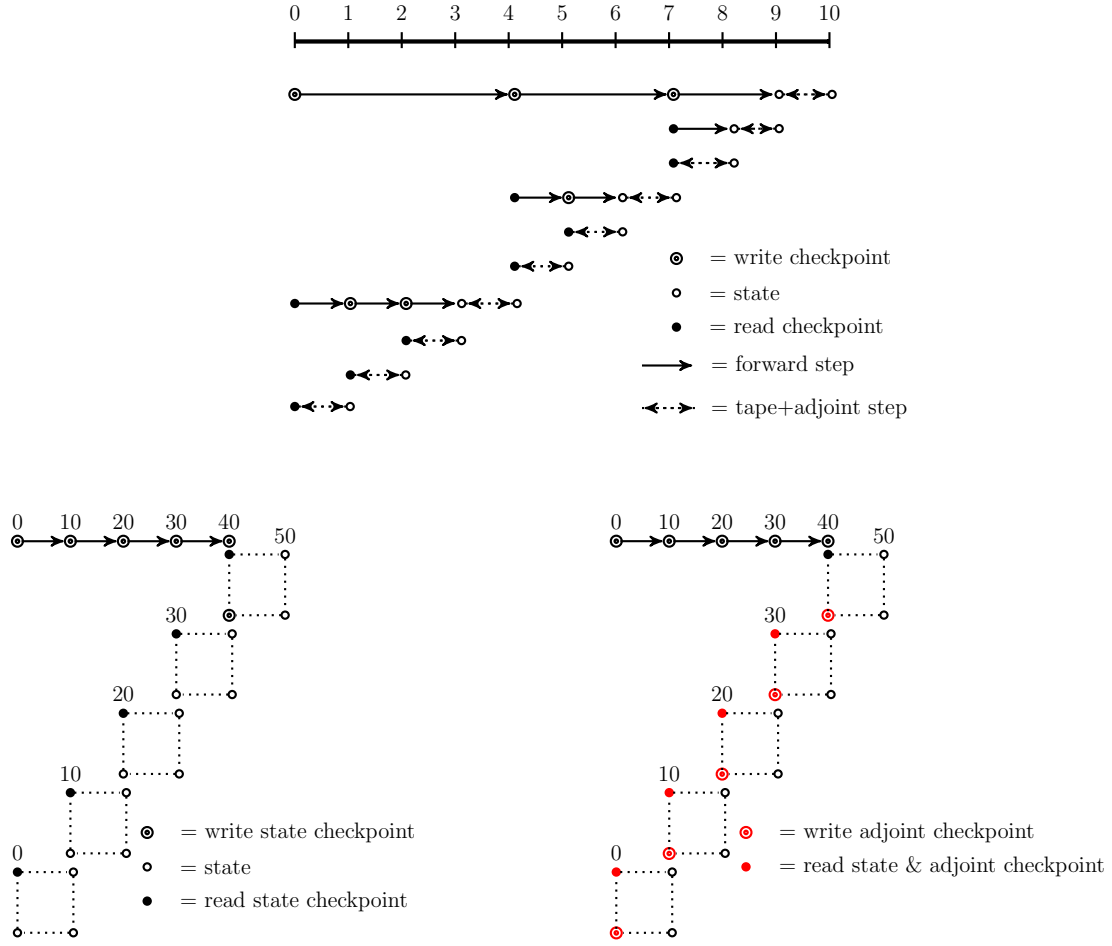 0 1 2 3 4 5 6 7 8 9 10
= write checkpoint
= state
= read checkpoint
= forward step
= tape+adjoint step
0 10 20 30 40
50
30
20
10
0
= write state checkpoint
= state
= read state checkpoint
0 10 20 30 40
50
30
20
10
0
= write adjoint checkpoint
= read state & adjoint checkpoint